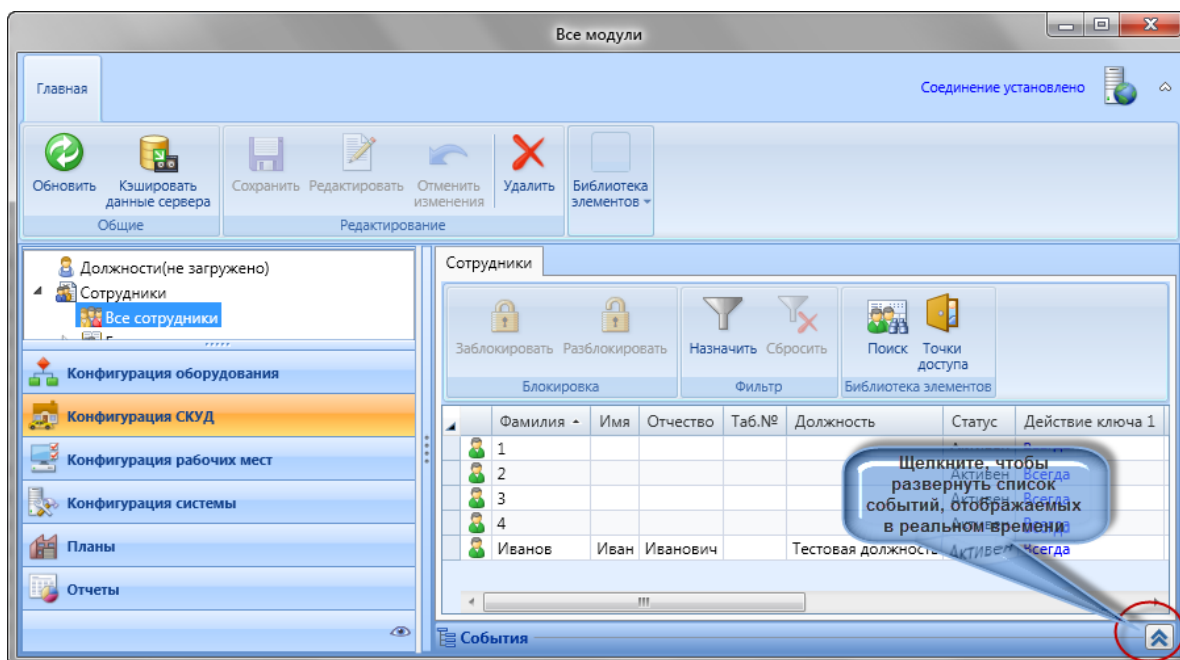 Все модули
Главная
Соединение установлено
Обновить
Кэшировать
данные сервера
Сохранить
Редактировать
Отменить
изменения
Удалить
Библиотека
элементов
Общие
Редактирование
Должности(не загружено)
Сотрудники
Все сотрудники
Конфигурация оборудования
Конфигурация СКУД
Конфигурация рабочих мест
Конфигурация системы
Планы
Отчеты
Сотрудники
Заблокировать
Разблокировать
Назначить
Сбросить
Поиск
Точки
доступа
Блокировка
Фильтр
Библиотека элементов
Фамилия Имя Отчество Таб.№ Должность Статус Действие ключа 1
1
2 Активен Всегда
3 Активен Всегда
4
Иванов Иван Иванович Тестовая должность Активен Всегда
Щелкните, чтобы
развернуть список
событий, отображаемых
в реальном времени
События